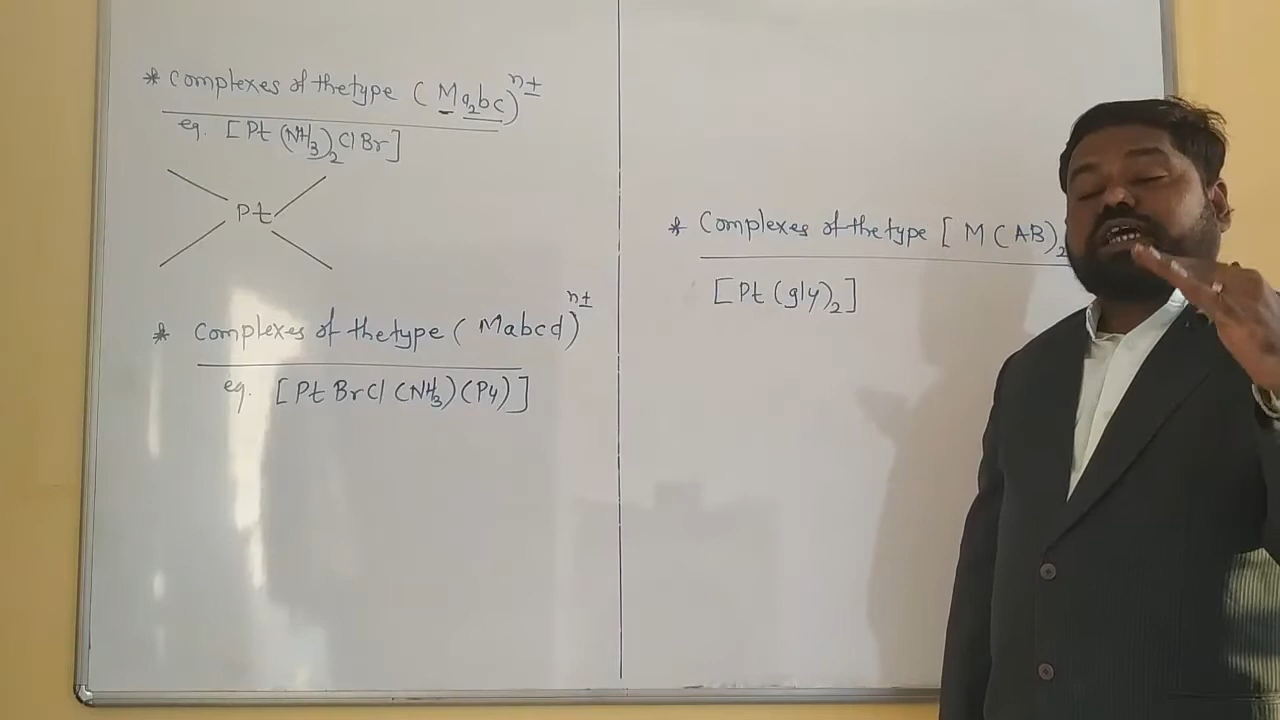 * Complexes of the type (Ma₂bc)ⁿ±
eg. [Pt(NH₃)₂ClBr]
Pt
* Complexes of the type (Mabcd)ⁿ±
eg. [PtBrCl(NH₃)(Py)]
* Complexes of the type [M(AB)₂
[Pt(gly)₂]